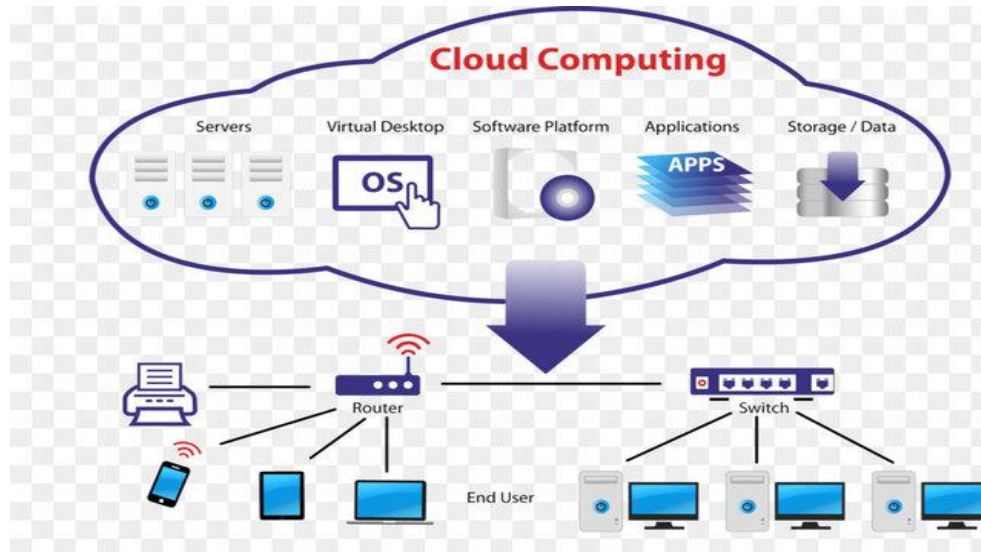 Cloud Computing
Servers
Virtual Desktop
Software Platform
Applications
Storage / Data
OS
APPS
Router
Switch
End User